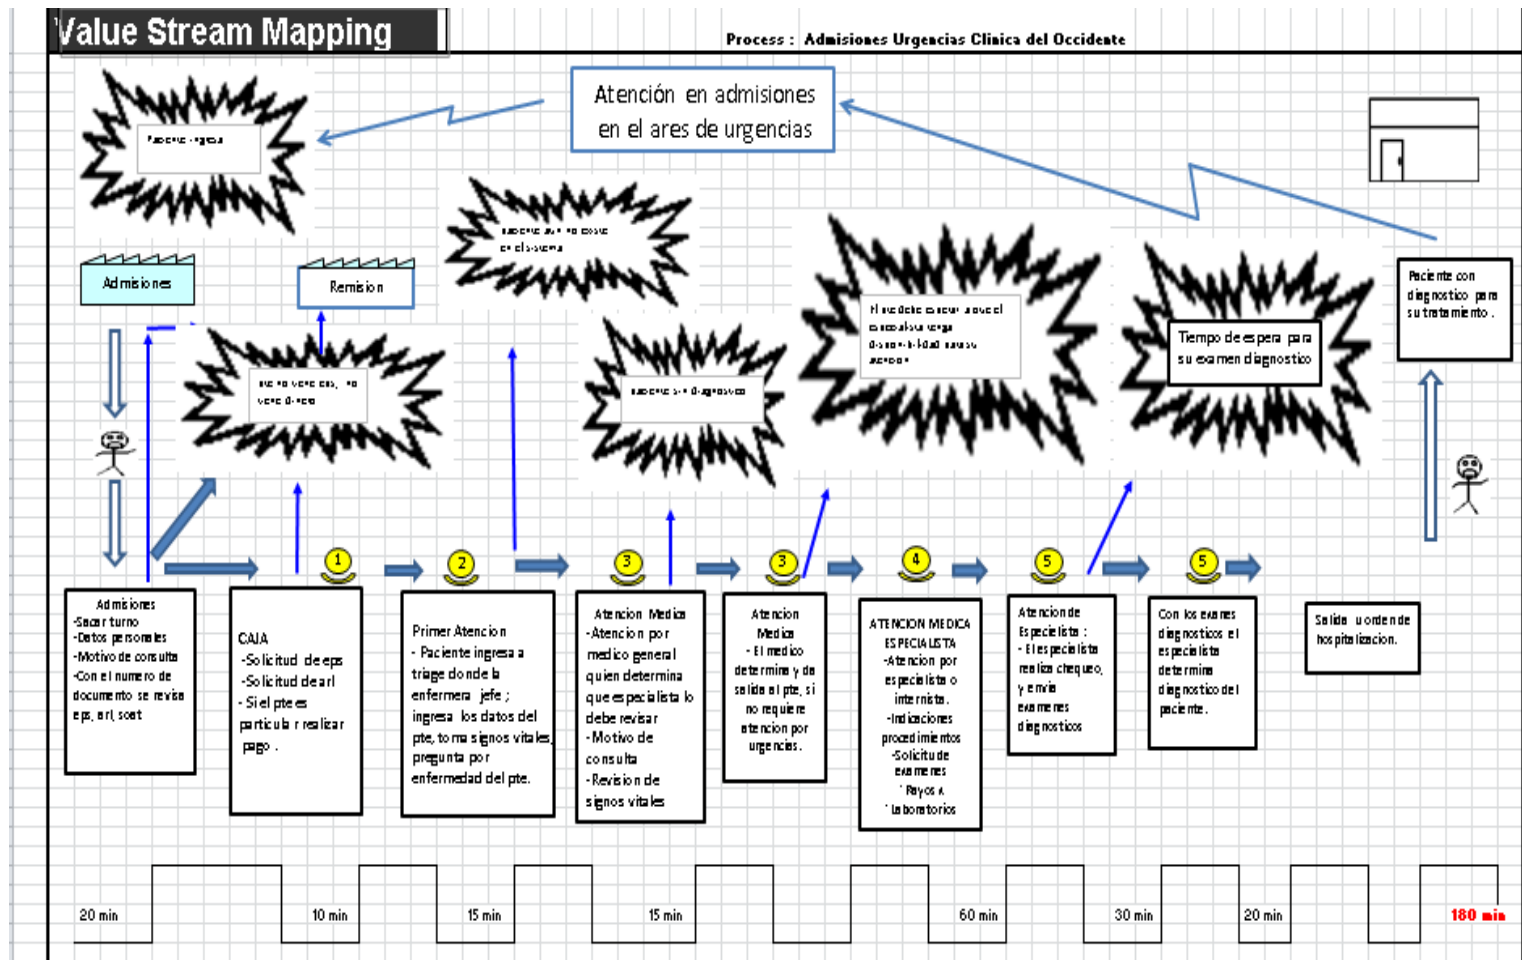 Value Stream Mapping
Process : Admisiones Urgencias Clinica del Occidente
Atención en admisiones
en el ares de urgencias
Admisiones
Remision
Tiempo de espera para
su examen diagnostico
Paciente con
diagnostico para
su tratamiento .
1
2
3
3
4
5
5
Admisiones
-Sacar turno
-Datos personales
-Motivo de consulta
-Con el numero de
documento se revisa
eps, arl, soat
CAJA
-Solicitud de eps
-Solicitud de arl
- Si el pte es
particular realizar
pago .
Primer Atencion
- Paciente ingresa a
triage donde la
enfermera jefe ;
ingresa los datos del
pte, toma signos vitales,
pregunta por
enfermedad del pte.
Atencion Medica
-Atencion por
medico general
quien determina
que especialista lo
debe revisar
-Motivo de
consulta
-Revision de
signos vitales
Atencion
Medica
- El medico
determina y da
salida al pte, si
no requiere
atencion por
urgencias.
ATENCION MEDICA
ESPECIALISTA
-Atencion por
especialista o
internista.
-Indicaciones
procedimientos
-Solicitud de
examenes
*Rayos x
*Laboratorios
Atencion de
Especialista :
- El especialista
realiza chequeo,
y envia
examenes
diagnosticos
Con los exanes
diagnosticos el
especialista
determina
diagnostico del
paciente.
Salida u orden de
hospitalizacion.
20 min
10 min
15 min
15 min
60 min
30 min
20 min
180 min